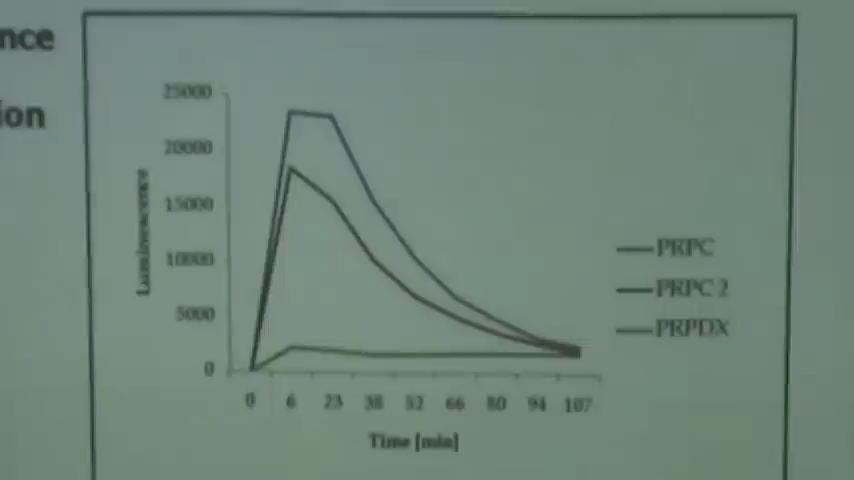 nce
ion
25000
20000
15000
10000
5000
0
Luminescence
0 6 23 38 52 66 80 94 107
Time [min]
PRPC
PRPC 2
PRPDX